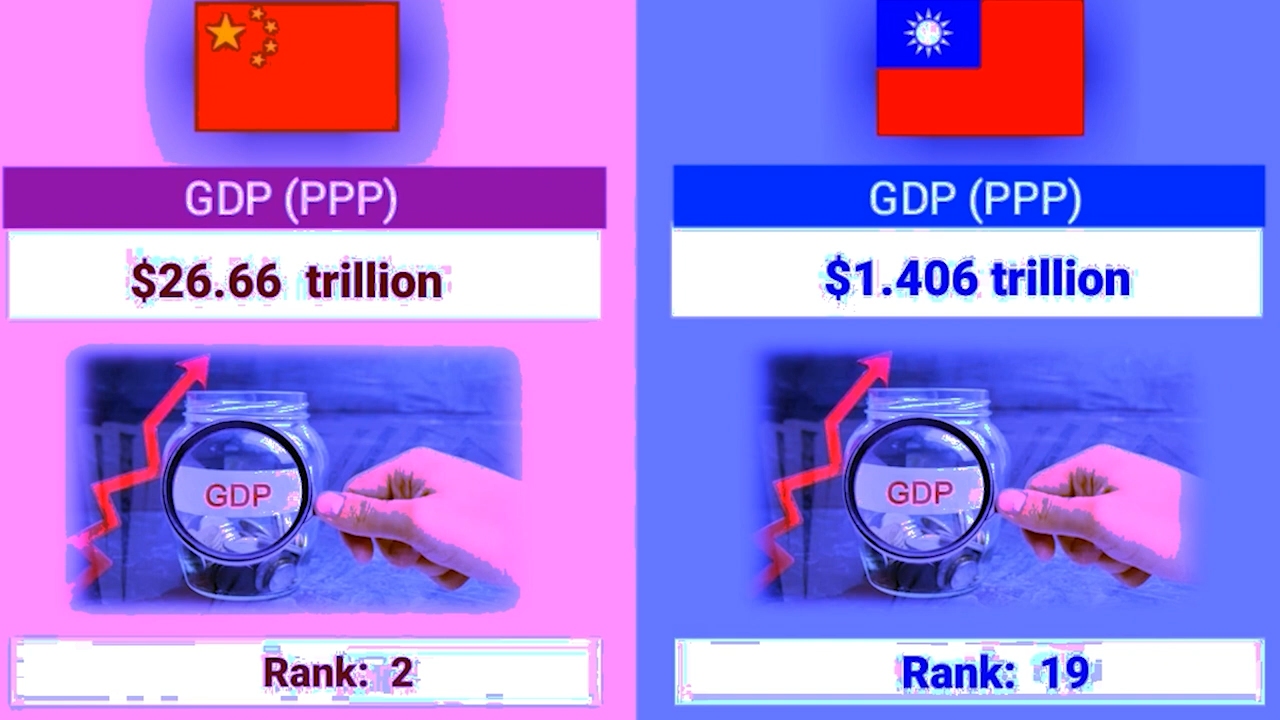 GDP (PPP)
$26.66 trillion
GDP
Rank: 2
GDP (PPP)
$1.406 trillion
GDP
Rank: 19